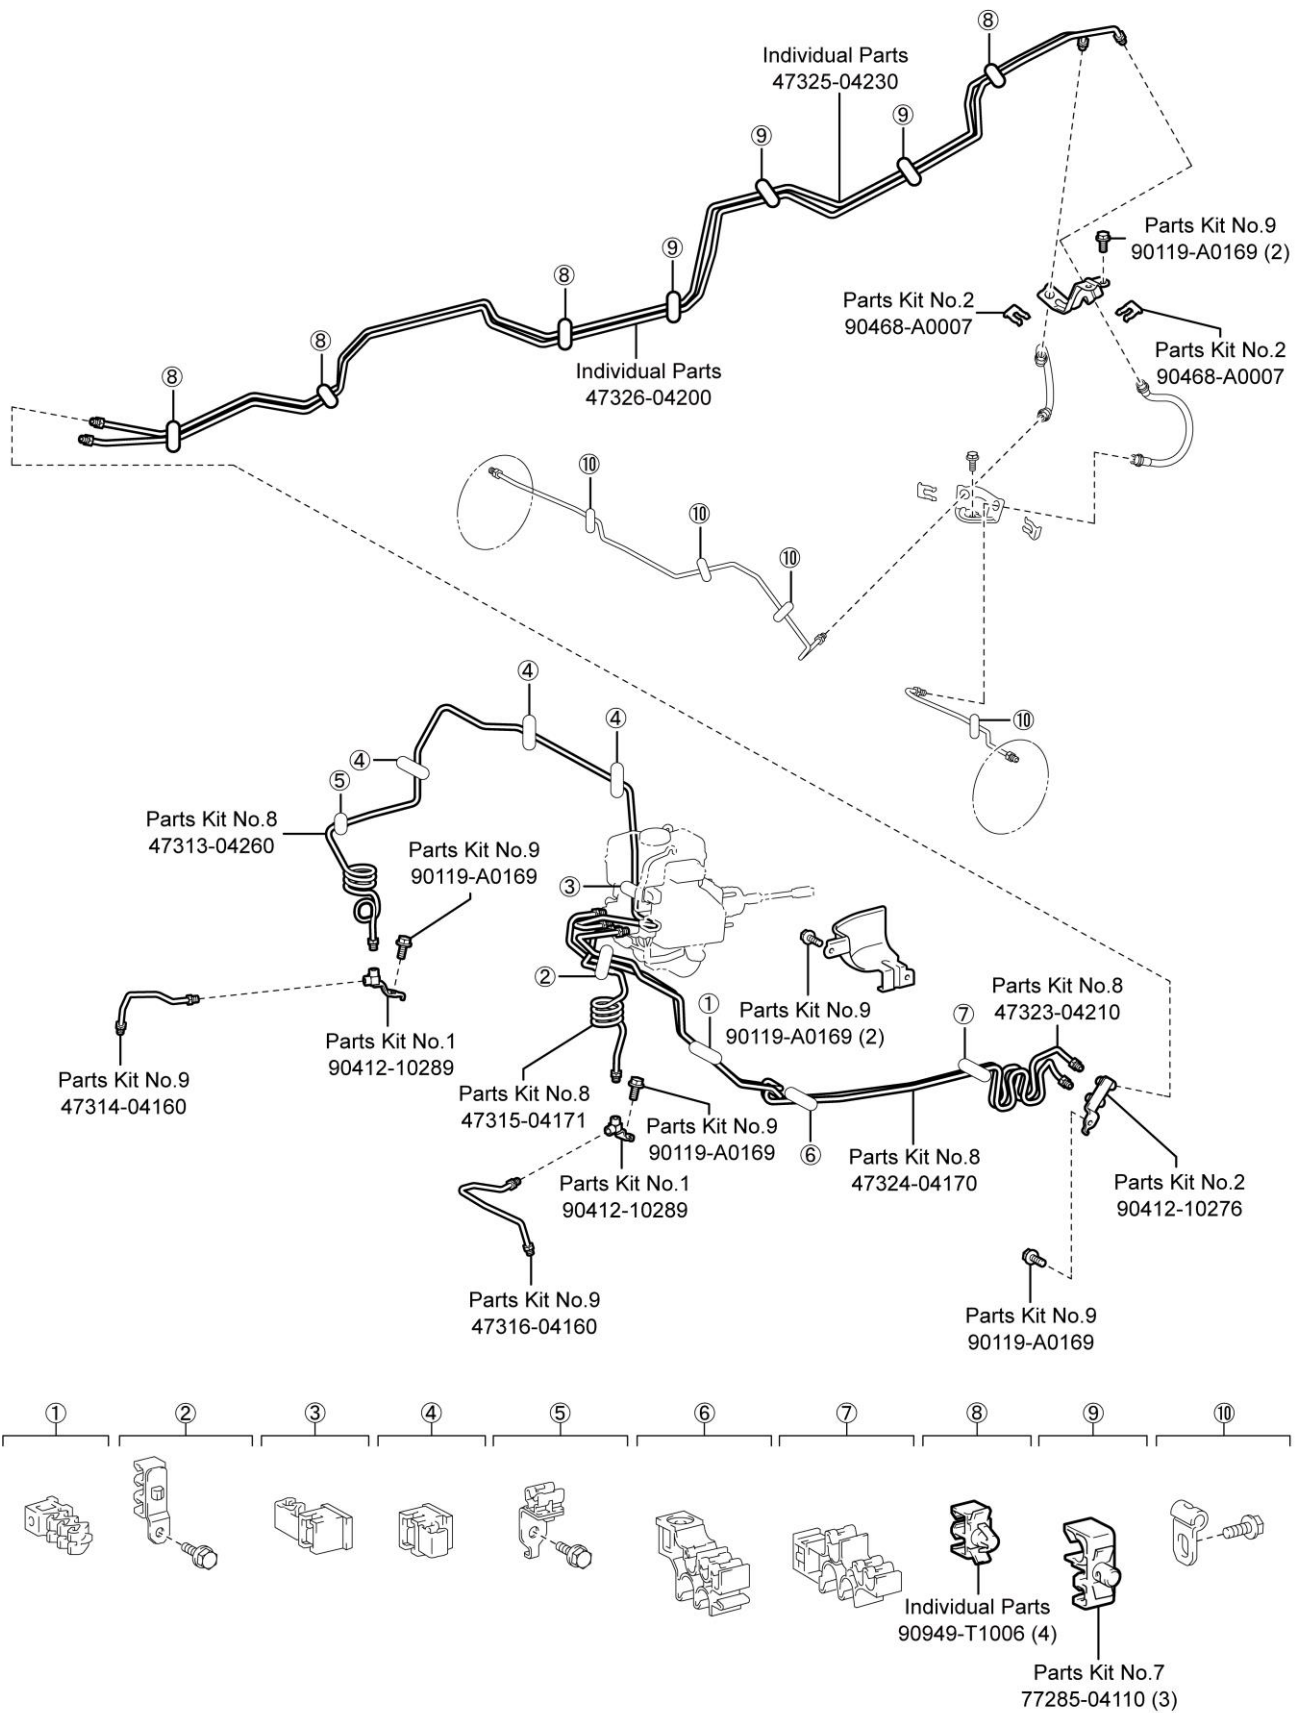 ⑧
Individual Parts
47325-04230
⑨
⑨
Parts Kit No.9
90119-A0169 (2)
⑨
⑧
Parts Kit No.2
90468-A0007
⑧
Parts Kit No.2
90468-A0007
Individual Parts
47326-04200
⑧
⑩
⑩
⑩
④
④
⑩
④
⑤
Parts Kit No.8
47313-04260
Parts Kit No.9
90119-A0169
③
②
Parts Kit No.8
47323-04210
①
Parts Kit No.9
90119-A0169 (2)
⑦
Parts Kit No.1
90412-10289
Parts Kit No.9
47314-04160
Parts Kit No.8
47315-04171
Parts Kit No.9
90119-A0169
⑥
Parts Kit No.8
47324-04170
Parts Kit No.1
90412-10289
Parts Kit No.2
90412-10276
Parts Kit No.9
47316-04160
Parts Kit No.9
90119-A0169
① ② ③ ④ ⑤ ⑥ ⑦ ⑧ ⑨ ⑩
Individual Parts
90949-T1006 (4)
Parts Kit No.7
77285-04110 (3)